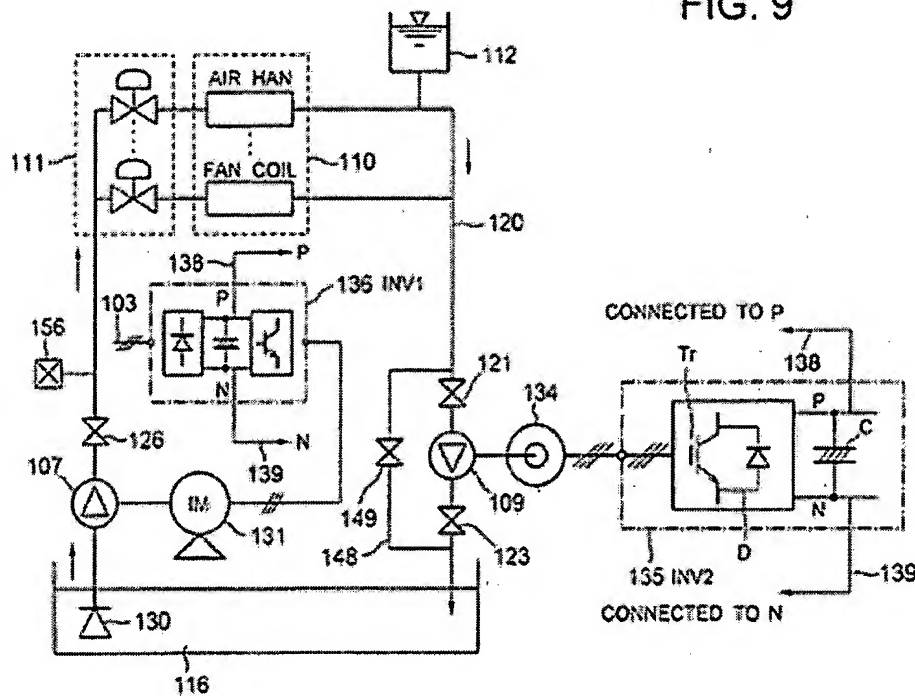 FIG. 9
112
AIR HAN
111
110
FAN COIL
120
138
P
136 INV1
103
P
CONNECTED TO P
156
Tr
138
121
134
P
N
N
126
139
C
107
IM
149
109
N
131
123
148
135 INV2
D
139
130
CONNECTED TO N
116